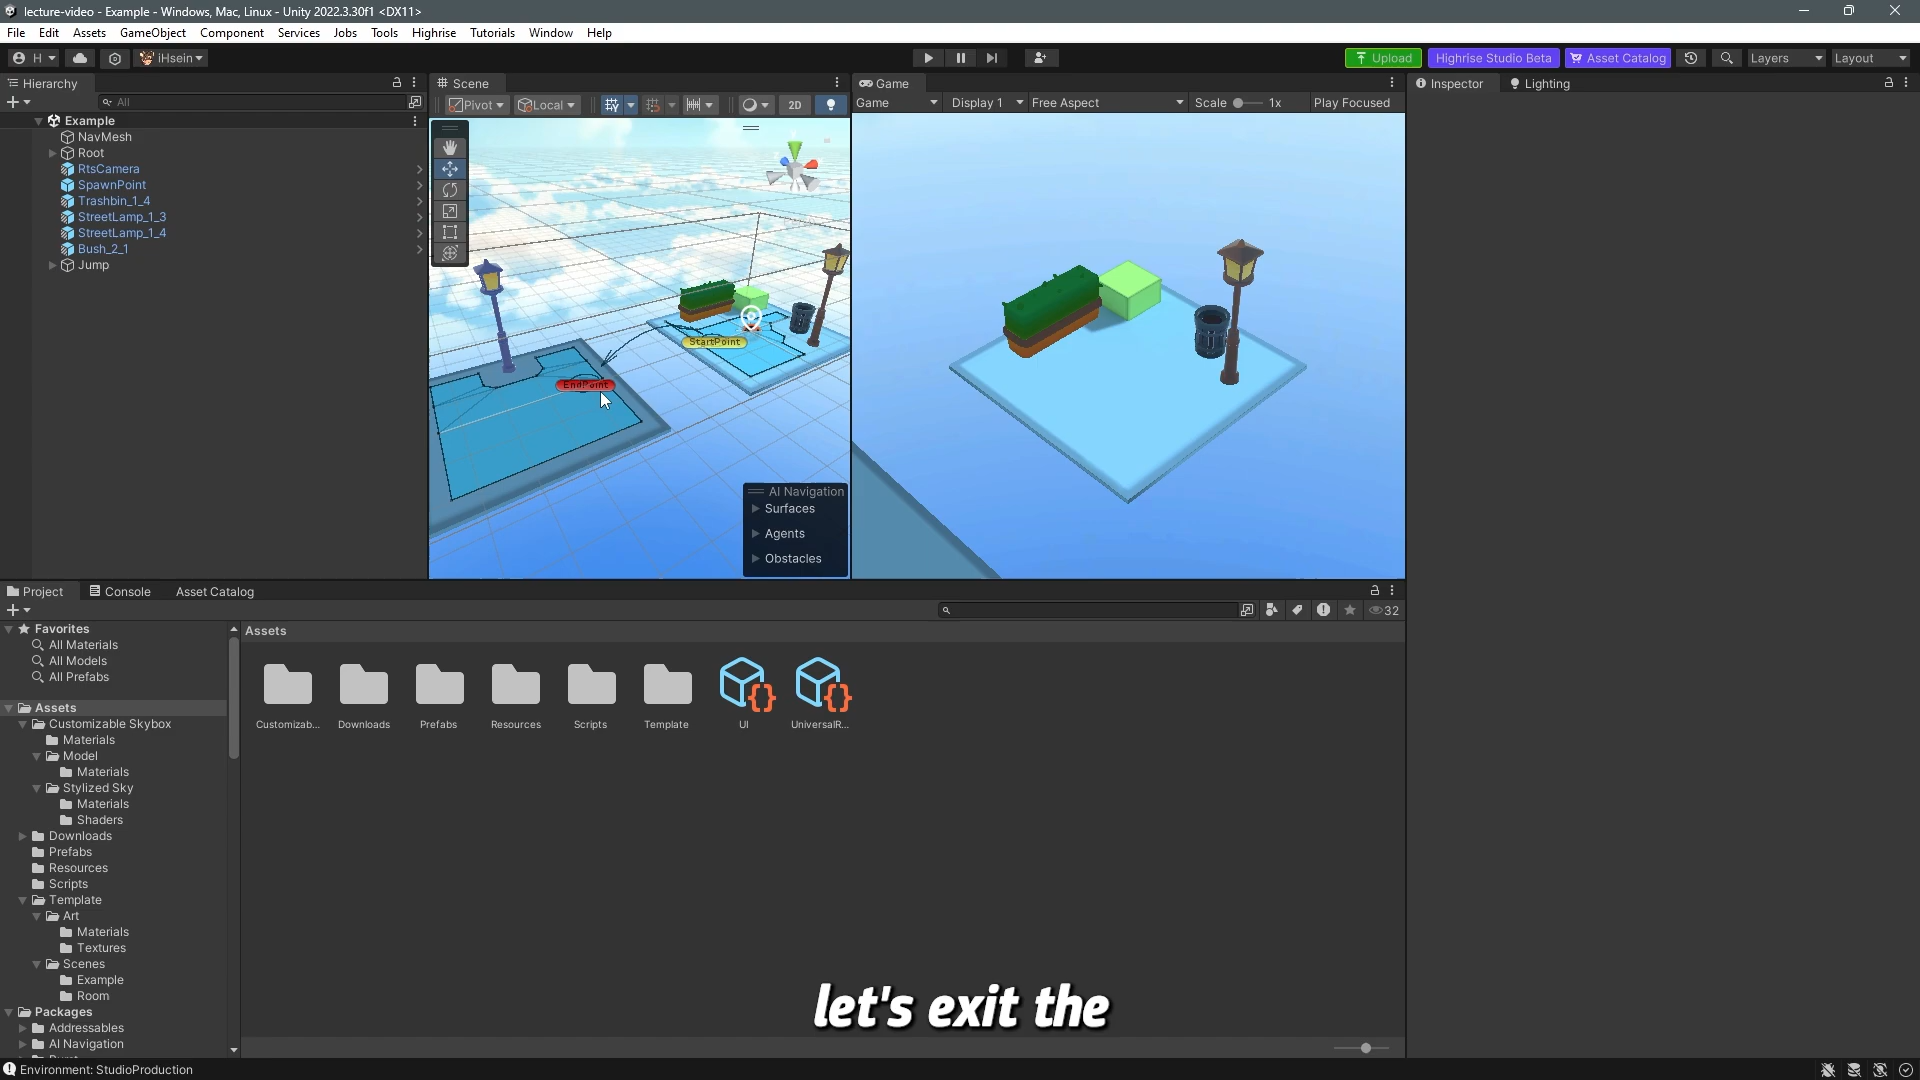 lecture-video - Example - Windows, Mac, Linux - Unity 2022.3.30f1 <DX11>
File Edit Assets GameObject Component Services Jobs Tools Highrise Tutorials Window Help
H iHsein Upload Highrise Studio Beta Asset Catalog Layers Layout
Hierarchy
All
Example
NavMesh
Root
RtsCamera
SpawnPoint
Trashbin_1_4
StreetLamp_1_3
StreetLamp_1_4
Bush_2_1
Jump
Scene
Pivot Local 2D
StartPoint
EndPoint
AI Navigation
Surfaces
Agents
Obstacles
Game
Game Display 1 Free Aspect Scale 1x Play Focused
Inspector Lighting
Project Console Asset Catalog
32
Favorites
All Materials
All Models
All Prefabs
Assets
Customizable Skybox
Materials
Model
Materials
Stylized Sky
Materials
Shaders
Downloads
Prefabs
Resources
Scripts
Template
Art
Materials
Textures
Scenes
Example
Room
Packages
Addressables
AI Navigation
Assets
Customizab... Downloads Prefabs Resources Scripts Template UI UniversalR...
let's exit the
Environment: StudioProduction